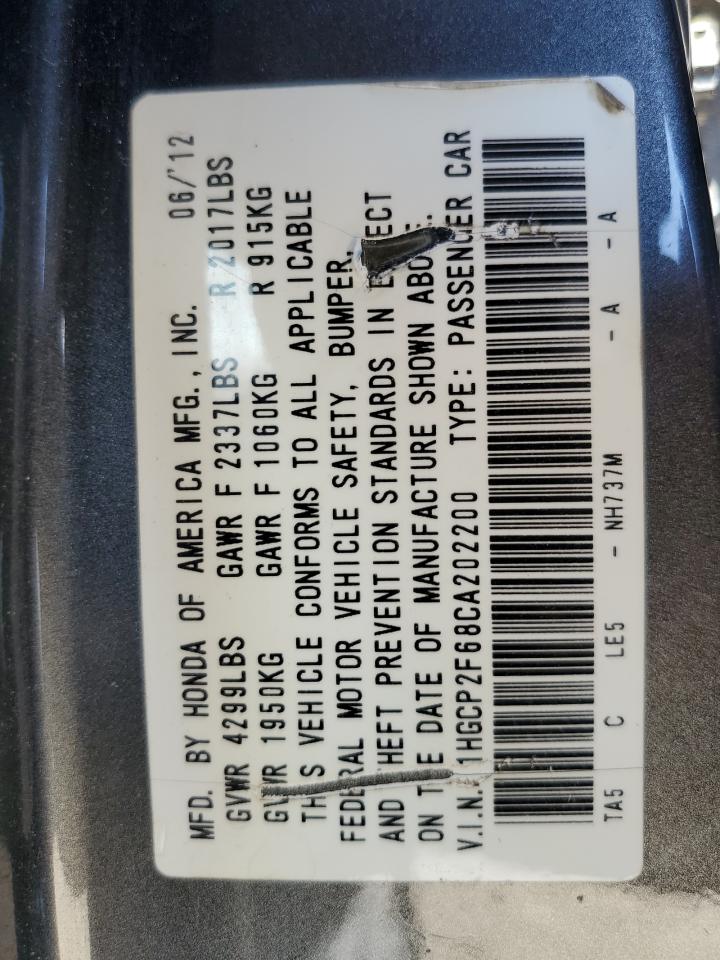 MFD. BY HONDA OF AMERICA MFG., INC. 06/'12
GVWR 4299LBS GAWR F 2337LBS R 2017LBS
GVWR 1950KG GAWR F 1060KG R 915KG
THIS VEHICLE CONFORMS TO ALL APPLICABLE
FEDERAL MOTOR VEHICLE SAFETY, BUMPER,
AND THEFT PREVENTION STANDARDS IN EFFECT
ON THE DATE OF MANUFACTURE SHOWN ABOVE.
V.I.N. 1HGCP2F68CA202200 TYPE: PASSENGER CAR
TA5 C LE5 - NH737M - A - A